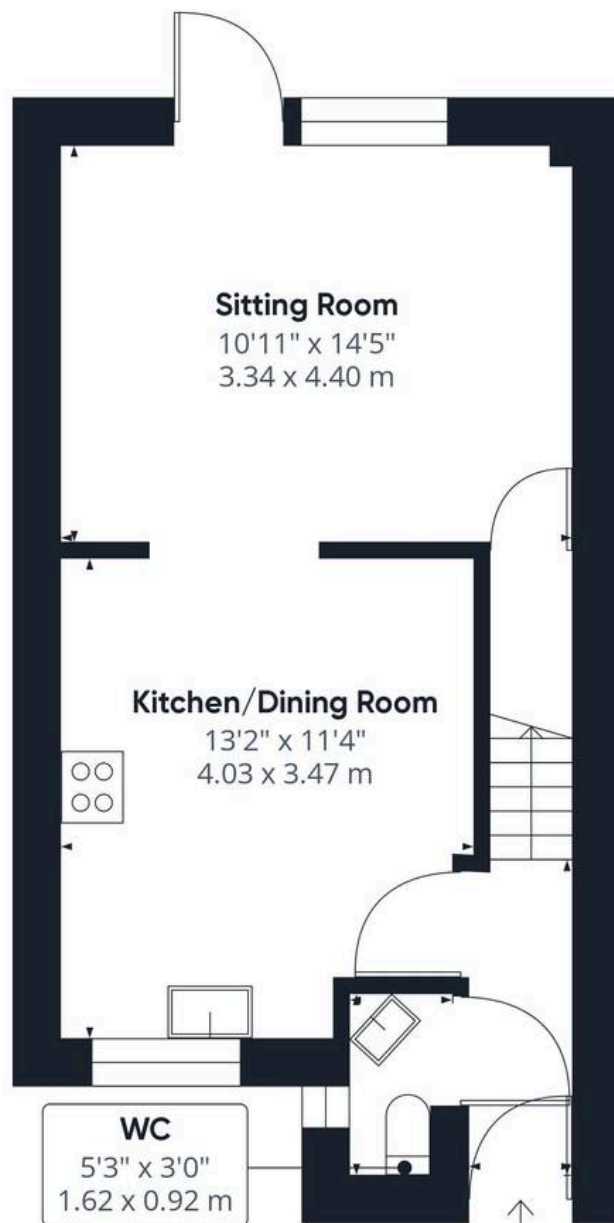 Sitting Room
10'11" x 14'5"
3.34 x 4.40 m
Kitchen/Dining Room
13'2" x 11'4"
4.03 x 3.47 m
WC
5'3" x 3'0"
1.62 x 0.92 m